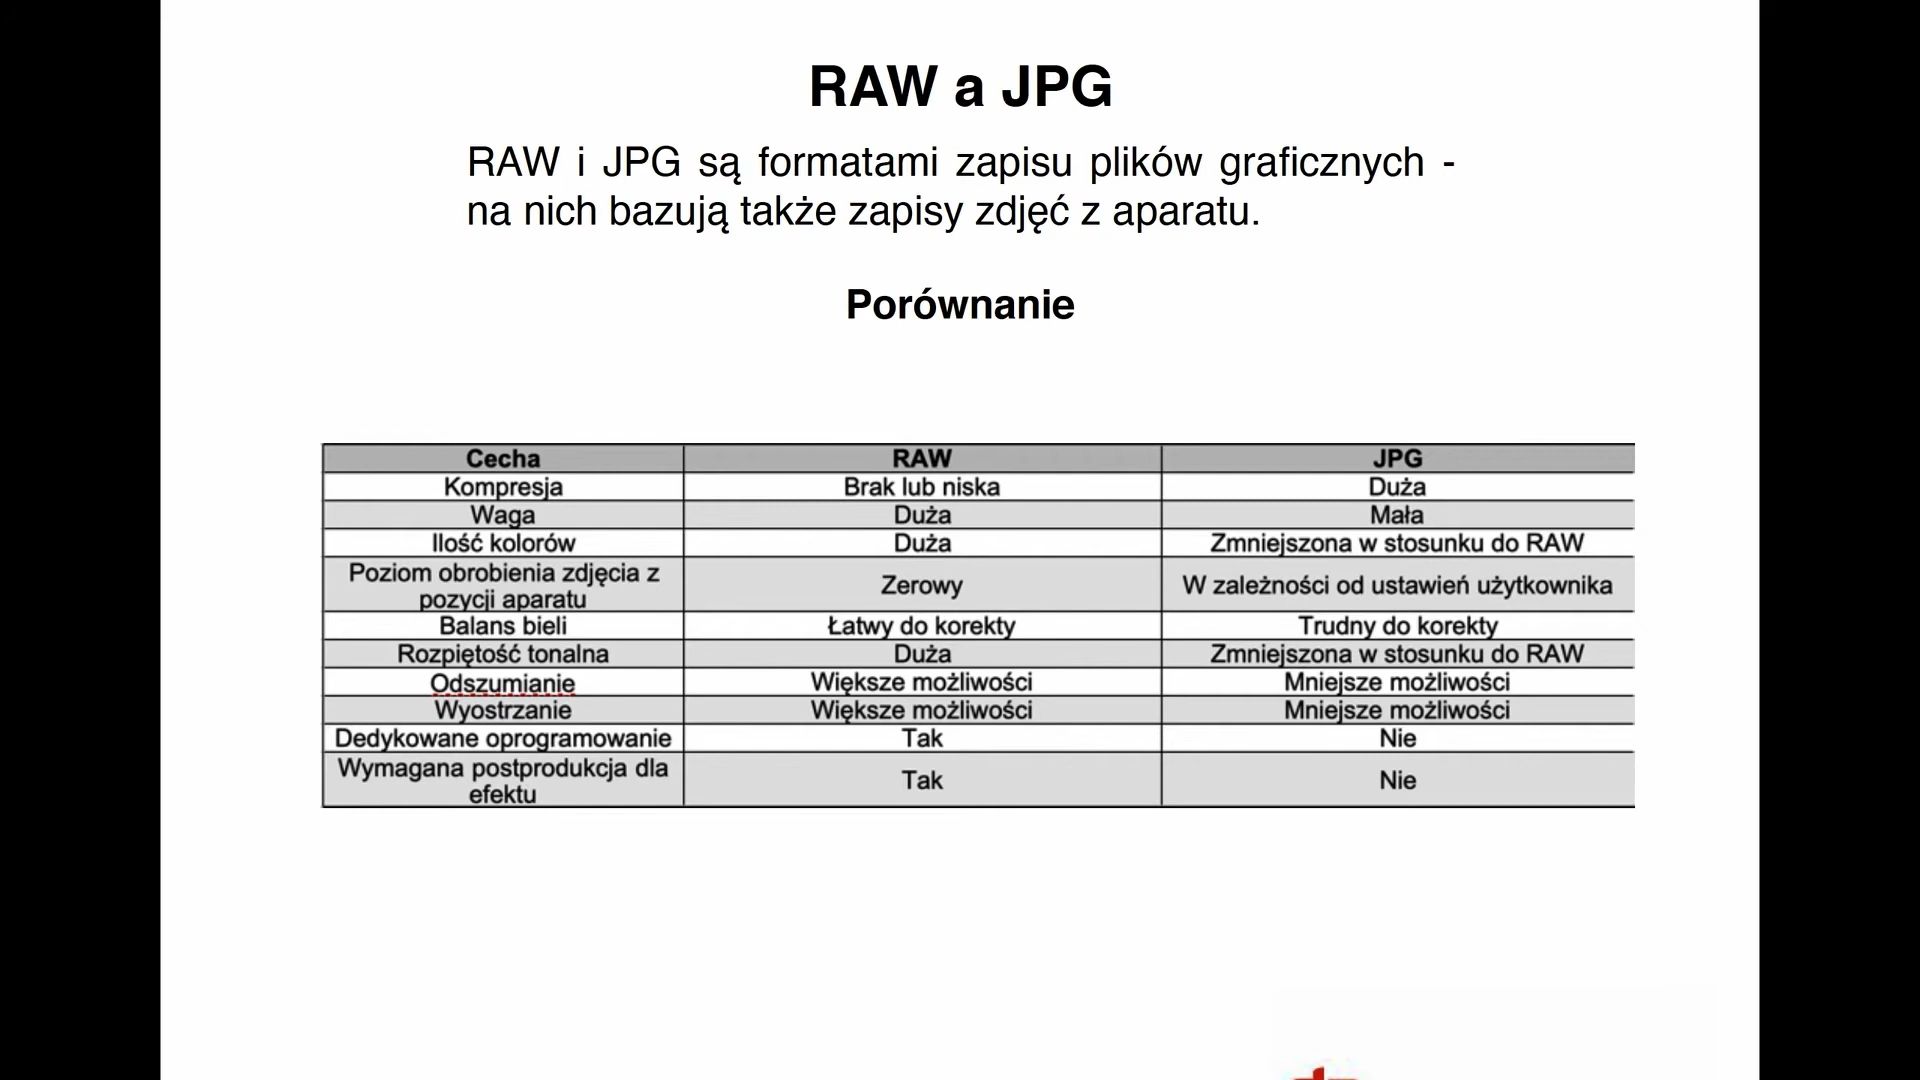 RAW a JPG
RAW i JPG są formatami zapisu plików graficznych -
na nich bazują także zapisy zdjęć z aparatu.
Porównanie
Cecha RAW JPG
Kompresja Brak lub niska Duża
Waga Duża Mała
Ilość kolorów Duża Zmniejszona w stosunku do RAW
Poziom obrobienia zdjęcia z
pozycji aparatu Zerowy W zależności od ustawień użytkownika
Balans bieli Łatwy do korekty Trudny do korekty
Rozpiętość tonalna Duża Zmniejszona w stosunku do RAW
Odszumianie Większe możliwości Mniejsze możliwości
Wyostrzanie Większe możliwości Mniejsze możliwości
Dedykowane oprogramowanie Tak Nie
Wymagana postprodukcja dla
efektu Tak Nie